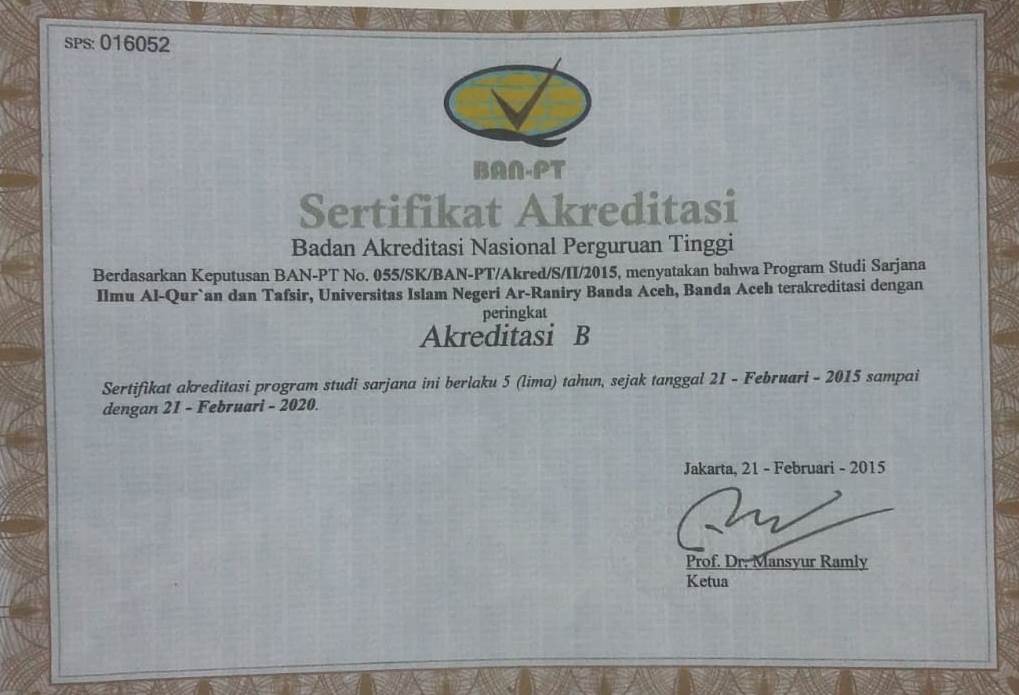 SPS: 016052
BAN-PT
Sertifikat Akreditasi
Badan Akreditasi Nasional Perguruan Tinggi
Berdasarkan Keputusan BAN-PT No. 055/SK/BAN-PT/Akred/S/II/2015, menyatakan bahwa Program Studi Sarjana
Ilmu Al-Qur`an dan Tafsir, Universitas Islam Negeri Ar-Raniry Banda Aceh, Banda Aceh terakreditasi dengan
peringkat
Akreditasi B
Sertifikat akreditasi program studi sarjana ini berlaku 5 (lima) tahun, sejak tanggal 21 - Februari - 2015 sampai
dengan 21 - Februari - 2020.
Jakarta, 21 - Februari - 2015
Prof. Dr. Mansyur Ramly
Ketua